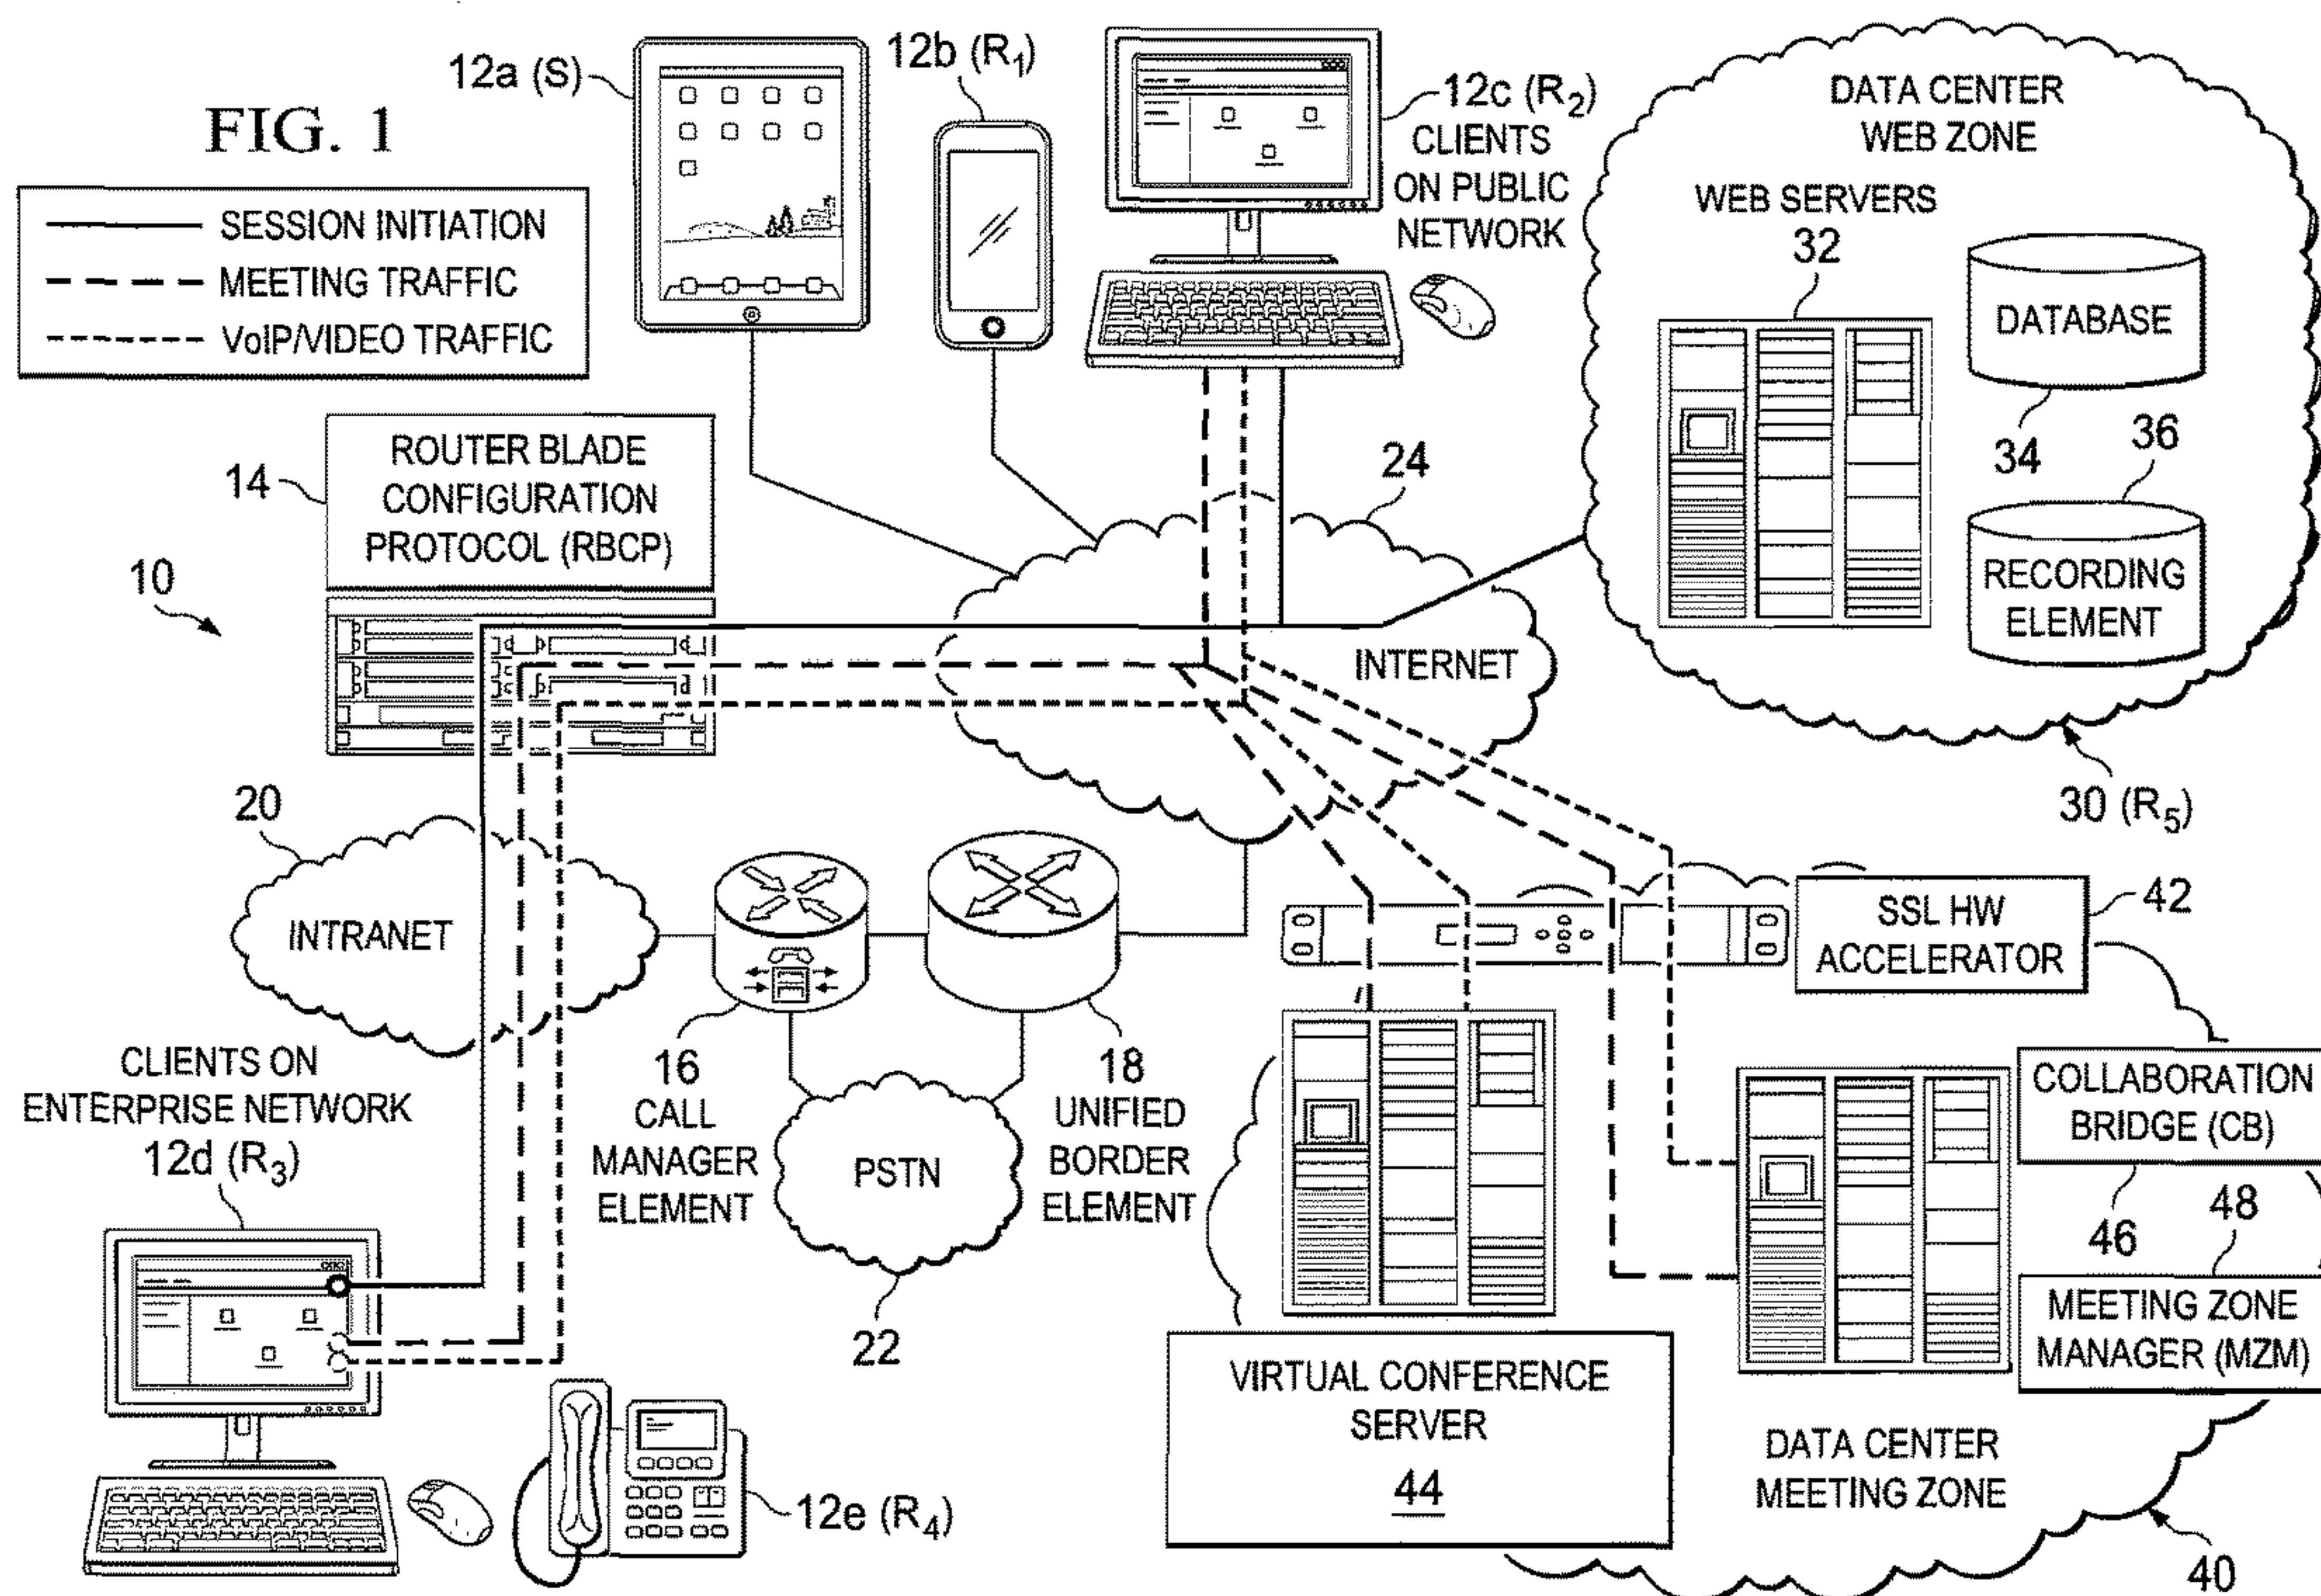 FIG. 1
SESSION INITIATION
MEETING TRAFFIC
VoIP/VIDEO TRAFFIC
12a (S)
12b (R1)
12c (R2)
CLIENTS
ON PUBLIC
NETWORK
DATA CENTER
WEB ZONE
WEB SERVERS
32
DATABASE
34
36
RECORDING
ELEMENT
30 (R5)
14
ROUTER BLADE
CONFIGURATION
PROTOCOL (RBCP)
10
24
INTERNET
20
INTRANET
16
CALL
MANAGER
ELEMENT
18
UNIFIED
BORDER
ELEMENT
PSTN
22
CLIENTS ON
ENTERPRISE NETWORK
12d (R3)
12e (R4)
SSL HW
ACCELERATOR
42
COLLABORATION
BRIDGE (CB)
46
48
MEETING ZONE
MANAGER (MZM)
VIRTUAL CONFERENCE
SERVER
44
DATA CENTER
MEETING ZONE
40